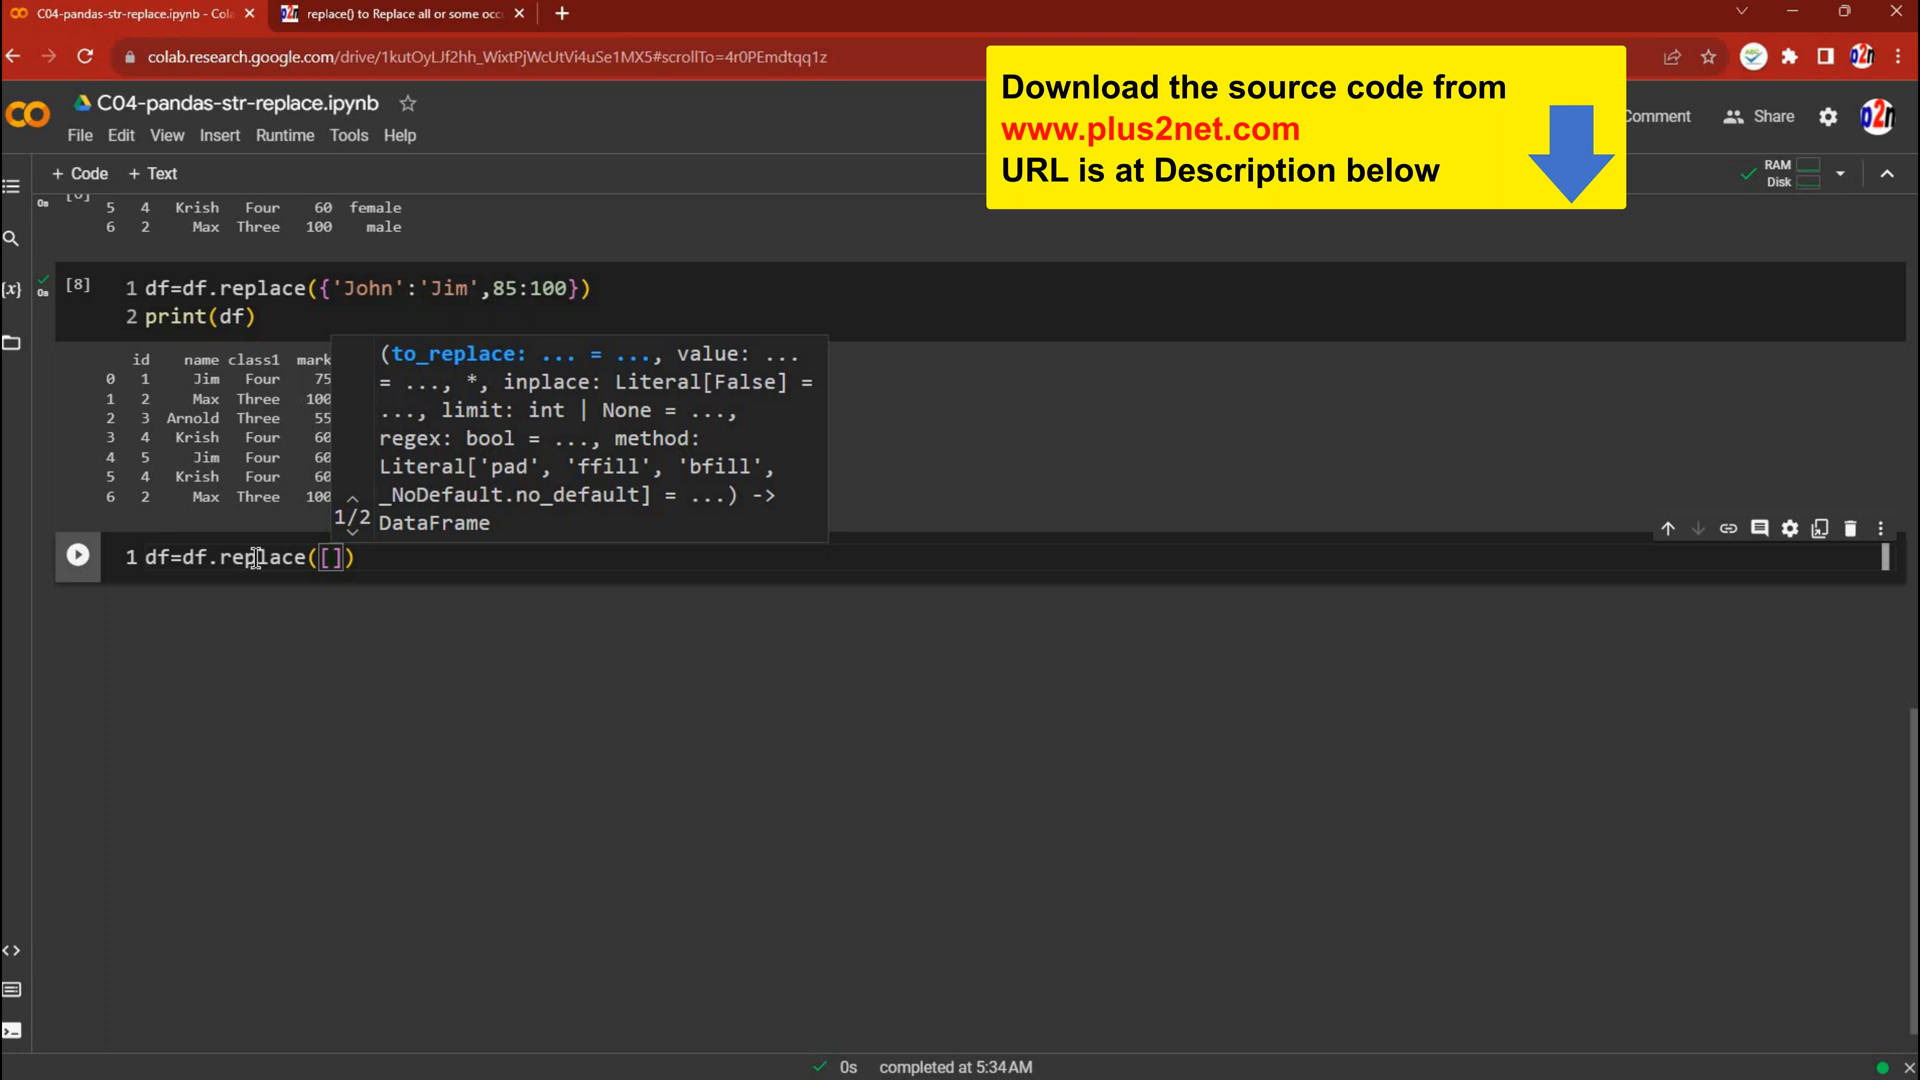 C04-pandas-str-replace.ipynb - Cola
replace() to Replace all or some occ
colab.research.google.com/drive/1kutOyLJf2hh_WixtPjWcUtVi4uSe1MX5#scrollTo=4r0PEmdtqq1z
Download the source code from
www.plus2net.com
URL is at Description below
C04-pandas-str-replace.ipynb
File Edit View Insert Runtime Tools Help
Comment Share
+ Code + Text
RAM
Disk
0s
5 4 Krish Four 60 female
6 2 Max Three 100 male
0s [8] 1 df=df.replace({'John':'Jim',85:100})
2 print(df)
id name class1 mark
0 1 Jim Four 75
1 2 Max Three 100
2 3 Arnold Three 55
3 4 Krish Four 60
4 5 Jim Four 60
5 4 Krish Four 60
6 2 Max Three 100
(to_replace: ... = ..., value: ...
= ..., *, inplace: Literal[False] =
..., limit: int | None = ...,
regex: bool = ..., method:
Literal['pad', 'ffill', 'bfill',
_NoDefault.no_default] = ...) ->
1/2 DataFrame
1 df=df.replace([])
0s completed at 5:34 AM